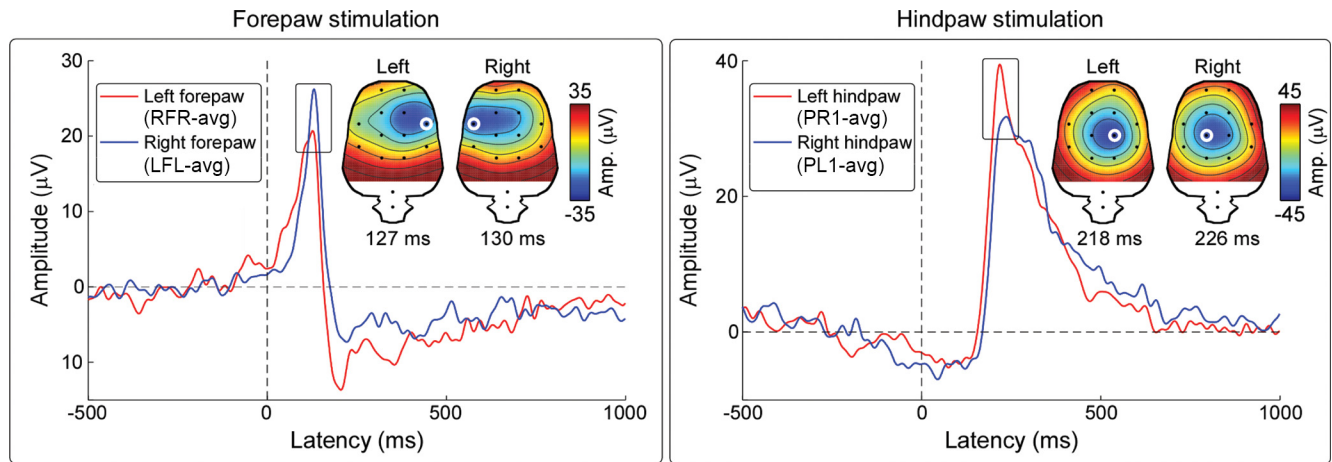 Forepaw stimulation
Hindpaw stimulation
30
20
10
0
10
Amplitude (µV)
Left forepaw
(RFR-avg)
Right forepaw
(LFL-avg)
Left
Right
127 ms
130 ms
35
-35
Amp. (µV)
-500
0
500
1000
Latency (ms)
40
20
0
-20
Amplitude (µV)
Left hindpaw
(PR1-avg)
Right hindpaw
(PL1-avg)
Left
Right
218 ms
226 ms
45
-45
Amp. (µV)
-500
0
500
1000
Latency (ms)